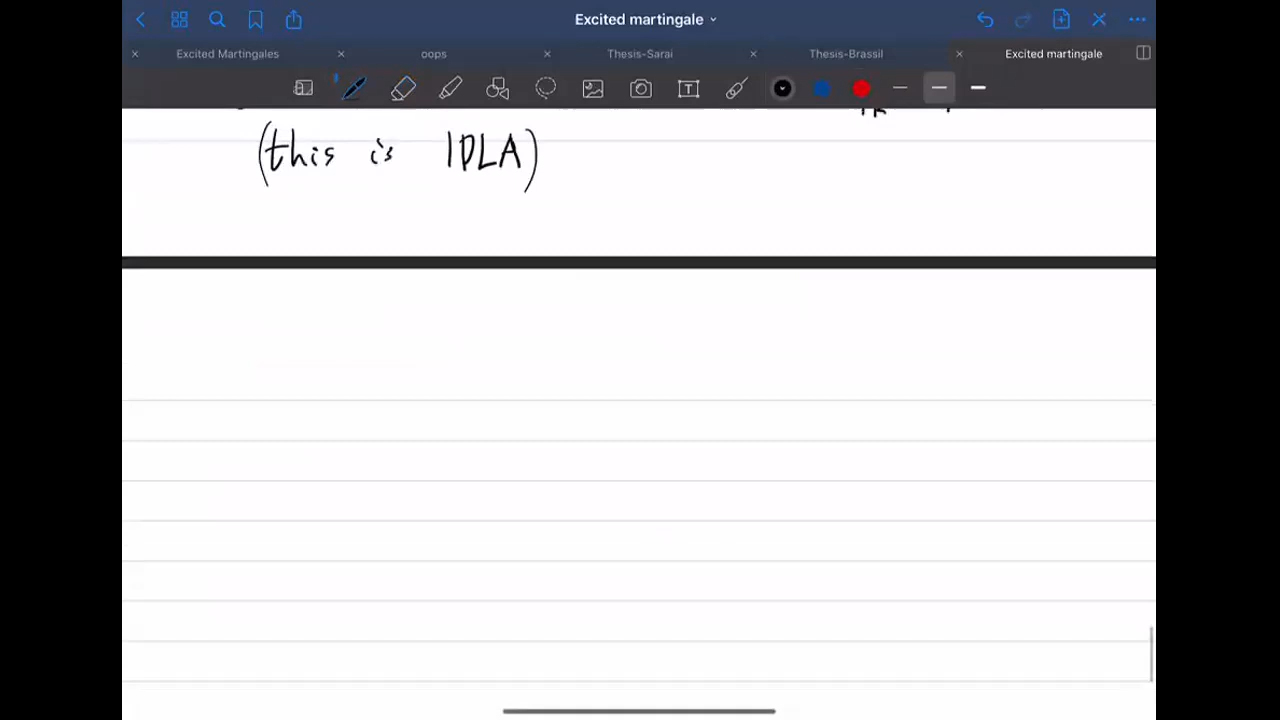 Excited martingale
Excited Martingales
oops
Thesis-Sarai
Thesis-Brassil
Excited martingale
T
(this is IDLA)